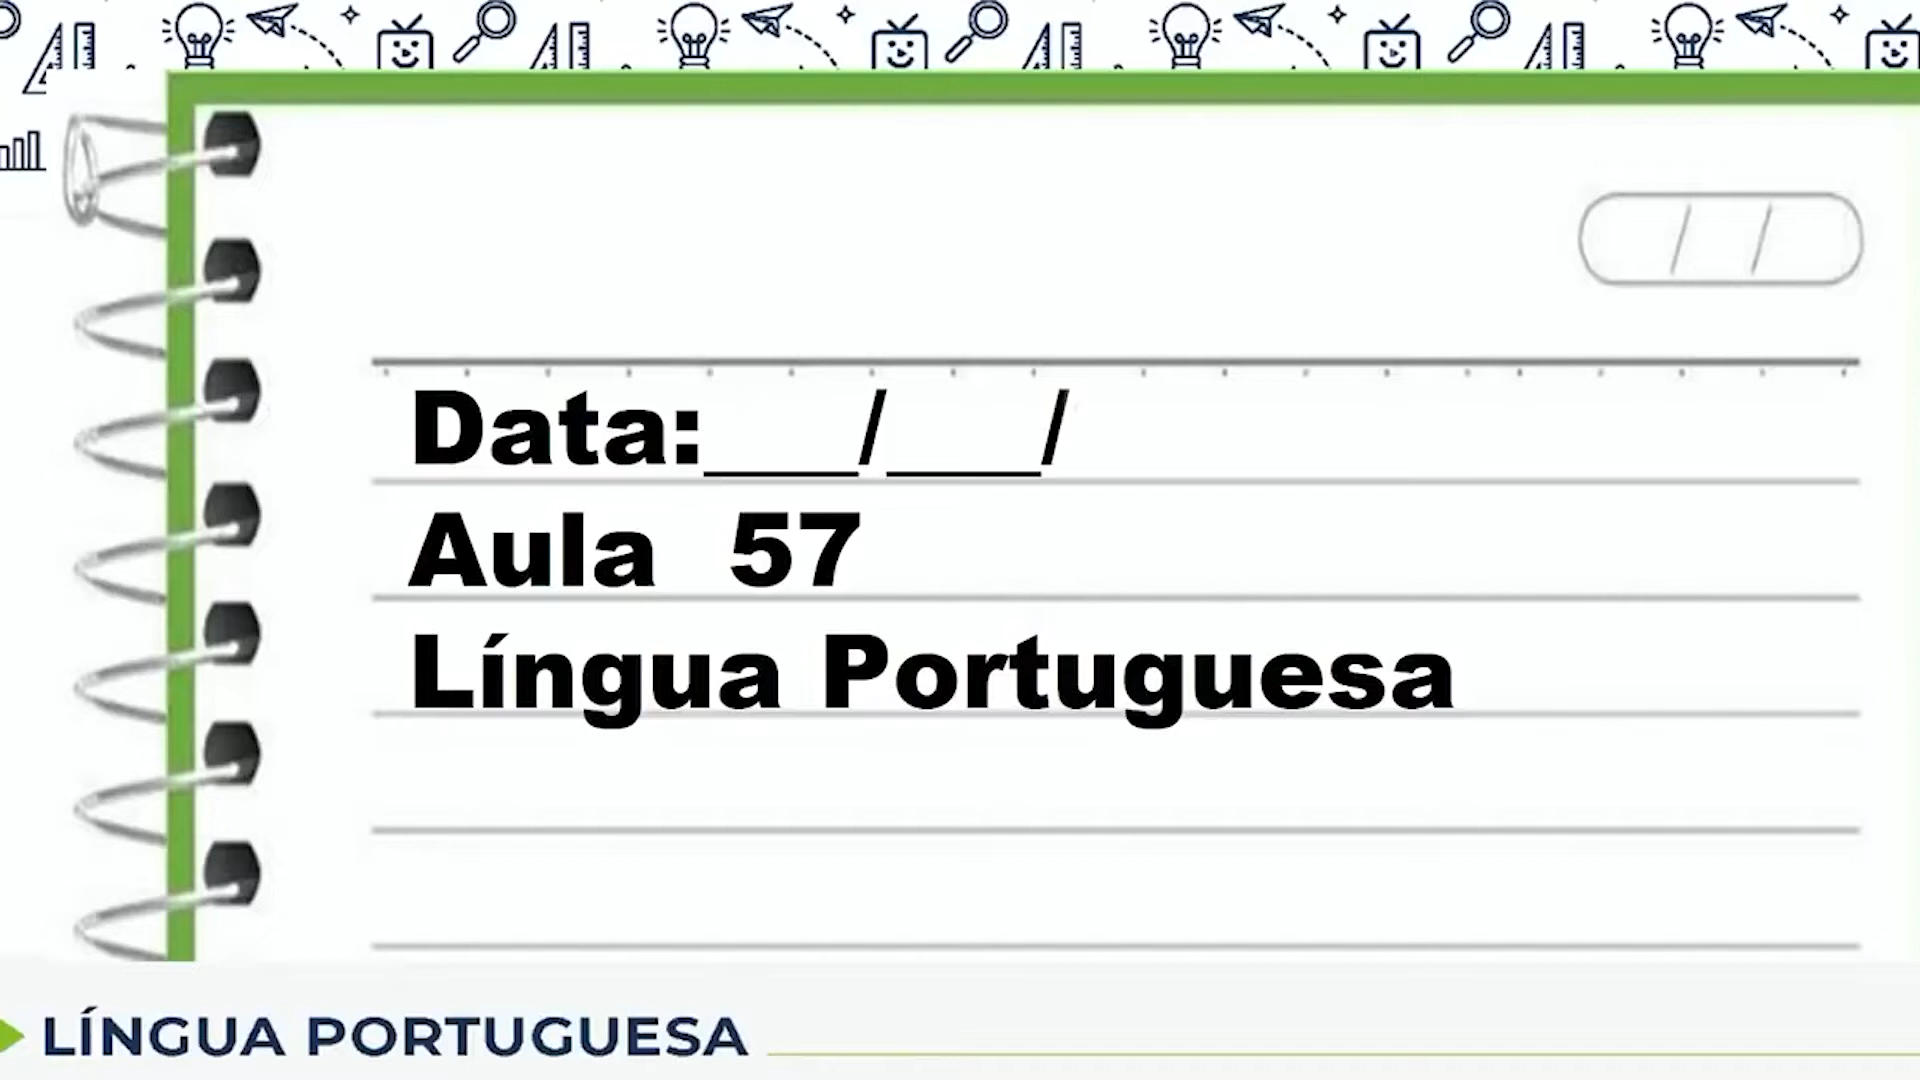 / /
Data:___/___/
Aula 57
Língua Portuguesa
LÍNGUA PORTUGUESA